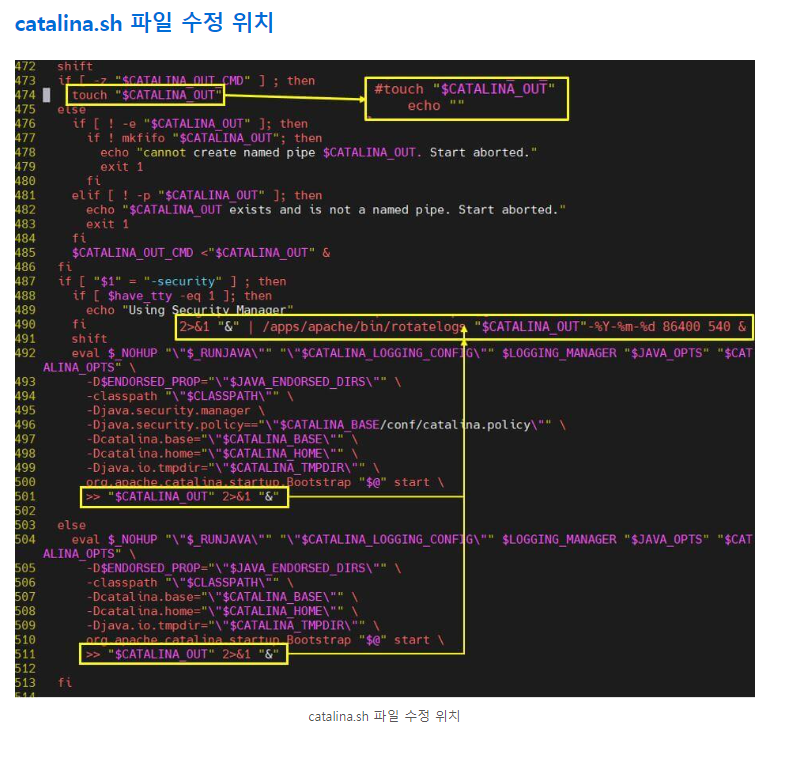 catalina.sh 파일 수정 위치
472 shift
473 if [ -z "$CATALINA_OUT_CMD" ] ; then
474 touch "$CATALINA_OUT"
#touch "$CATALINA_OUT"
echo ""
475 else
476 if [ ! -e "$CATALINA_OUT" ]; then
477 if ! mkfifo "$CATALINA_OUT"; then
478 echo "cannot create named pipe $CATALINA_OUT. Start aborted."
479 exit 1
480 fi
481 elif [ ! -p "$CATALINA_OUT" ]; then
482 echo "$CATALINA_OUT exists and is not a named pipe. Start aborted."
483 exit 1
484 fi
485 $CATALINA_OUT_CMD <"$CATALINA_OUT" &
486 fi
487 if [ "$1" = "-security" ] ; then
488 if [ $have_tty -eq 1 ]; then
489 echo "Using Security Manager"
490 fi
2>&1 "&" | /apps/apache/bin/rotatelogs "$CATALINA_OUT"-%Y-%m-%d 86400 540 &
491 shift
492 eval $_NOHUP "\"$_RUNJAVA\"" "\"$CATALINA_LOGGING_CONFIG\"" $LOGGING_MANAGER "$JAVA_OPTS" "$CAT
ALINA_OPTS" \
493 -D$ENDORSED_PROP="\"$JAVA_ENDORSED_DIRS\"" \
494 -classpath "\"$CLASSPATH\"" \
495 -Djava.security.manager \
496 -Djava.security.policy=="\"$CATALINA_BASE/conf/catalina.policy\"" \
497 -Dcatalina.base="\"$CATALINA_BASE\"" \
498 -Dcatalina.home="\"$CATALINA_HOME\"" \
499 -Djava.io.tmpdir="\"$CATALINA_TMPDIR\"" \
500 org.apache.catalina.startup.Bootstrap "$@" start \
501 >> "$CATALINA_OUT" 2>&1 "&"
502
503 else
504 eval $_NOHUP "\"$_RUNJAVA\"" "\"$CATALINA_LOGGING_CONFIG\"" $LOGGING_MANAGER "$JAVA_OPTS" "$CAT
ALINA_OPTS" \
505 -D$ENDORSED_PROP="\"$JAVA_ENDORSED_DIRS\"" \
506 -classpath "\"$CLASSPATH\"" \
507 -Dcatalina.base="\"$CATALINA_BASE\"" \
508 -Dcatalina.home="\"$CATALINA_HOME\"" \
509 -Djava.io.tmpdir="\"$CATALINA_TMPDIR\"" \
510 org.apache.catalina.startup.Bootstrap "$@" start \
511 >> "$CATALINA_OUT" 2>&1 "&"
512
513 fi
514
catalina.sh 파일 수정 위치